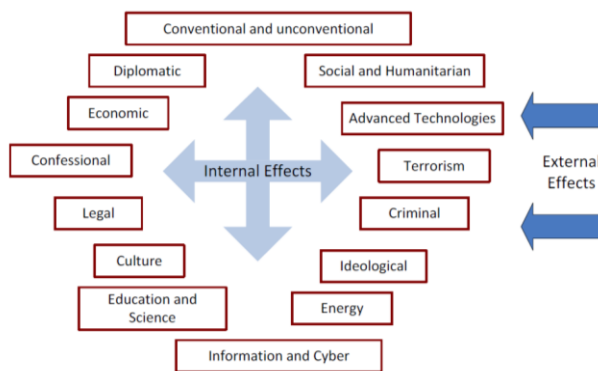 Conventional and unconventional
Diplomatic
Social and Humanitarian
Economic
Advanced Technologies
Confessional
Internal Effects
Terrorism
External
Effects
Legal
Criminal
Culture
Ideological
Education and
Science
Energy
Information and Cyber